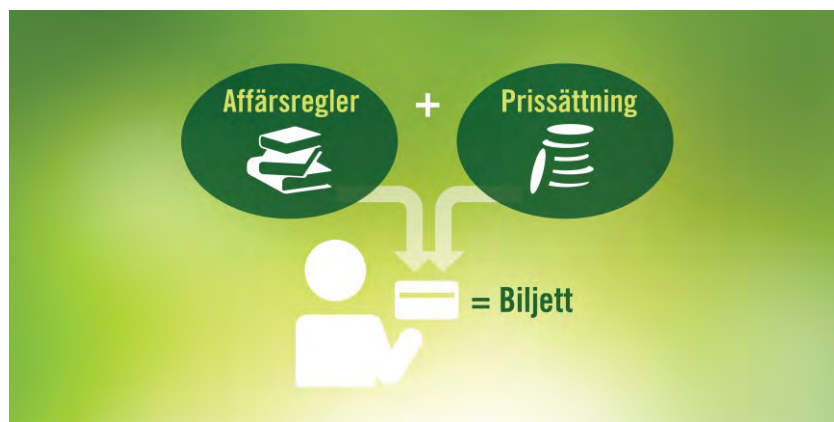 Affärsregler + Prissättning
= Biljett